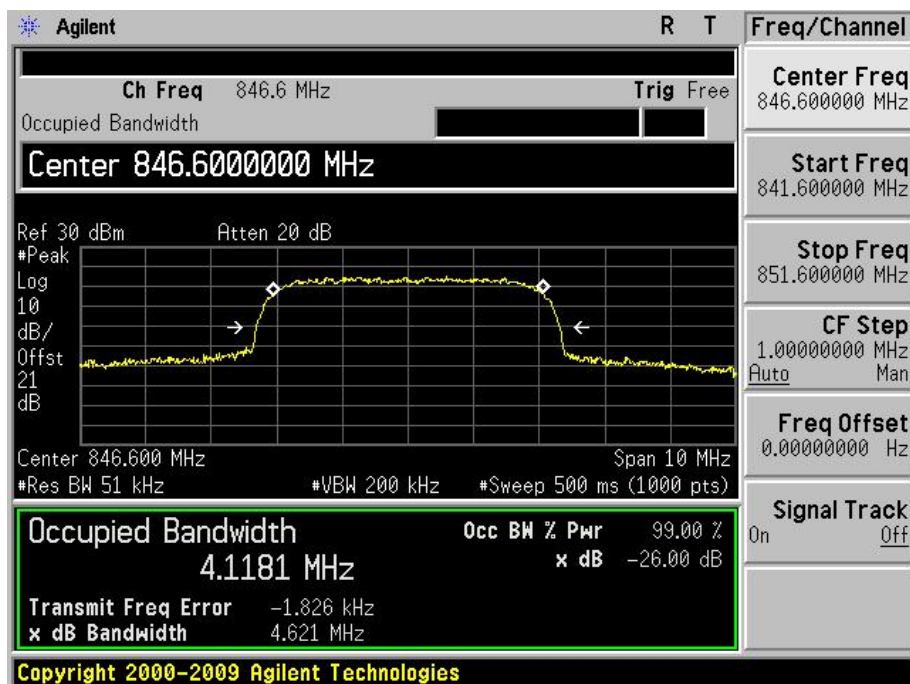 Agilent R T
Freq/Channel
Ch Freq 846.6 MHz Trig Free
Occupied Bandwidth
Center 846.6000000 MHz
Ref 30 dBm Atten 20 dB
#Peak
Log
10
dB/
Offst
21
dB
Center 846.600 MHz Span 10 MHz
#Res BW 51 kHz #VBW 200 kHz #Sweep 500 ms (1000 pts)
Occupied Bandwidth Occ BW % Pwr 99.00 %
4.1181 MHz x dB -26.00 dB
Transmit Freq Error -1.826 kHz
x dB Bandwidth 4.621 MHz
Copyright 2000-2009 Agilent Technologies
Center Freq
846.600000 MHz
Start Freq
841.600000 MHz
Stop Freq
851.600000 MHz
CF Step
1.00000000 MHz
Auto Man
Freq Offset
0.00000000 Hz
Signal Track
On Off